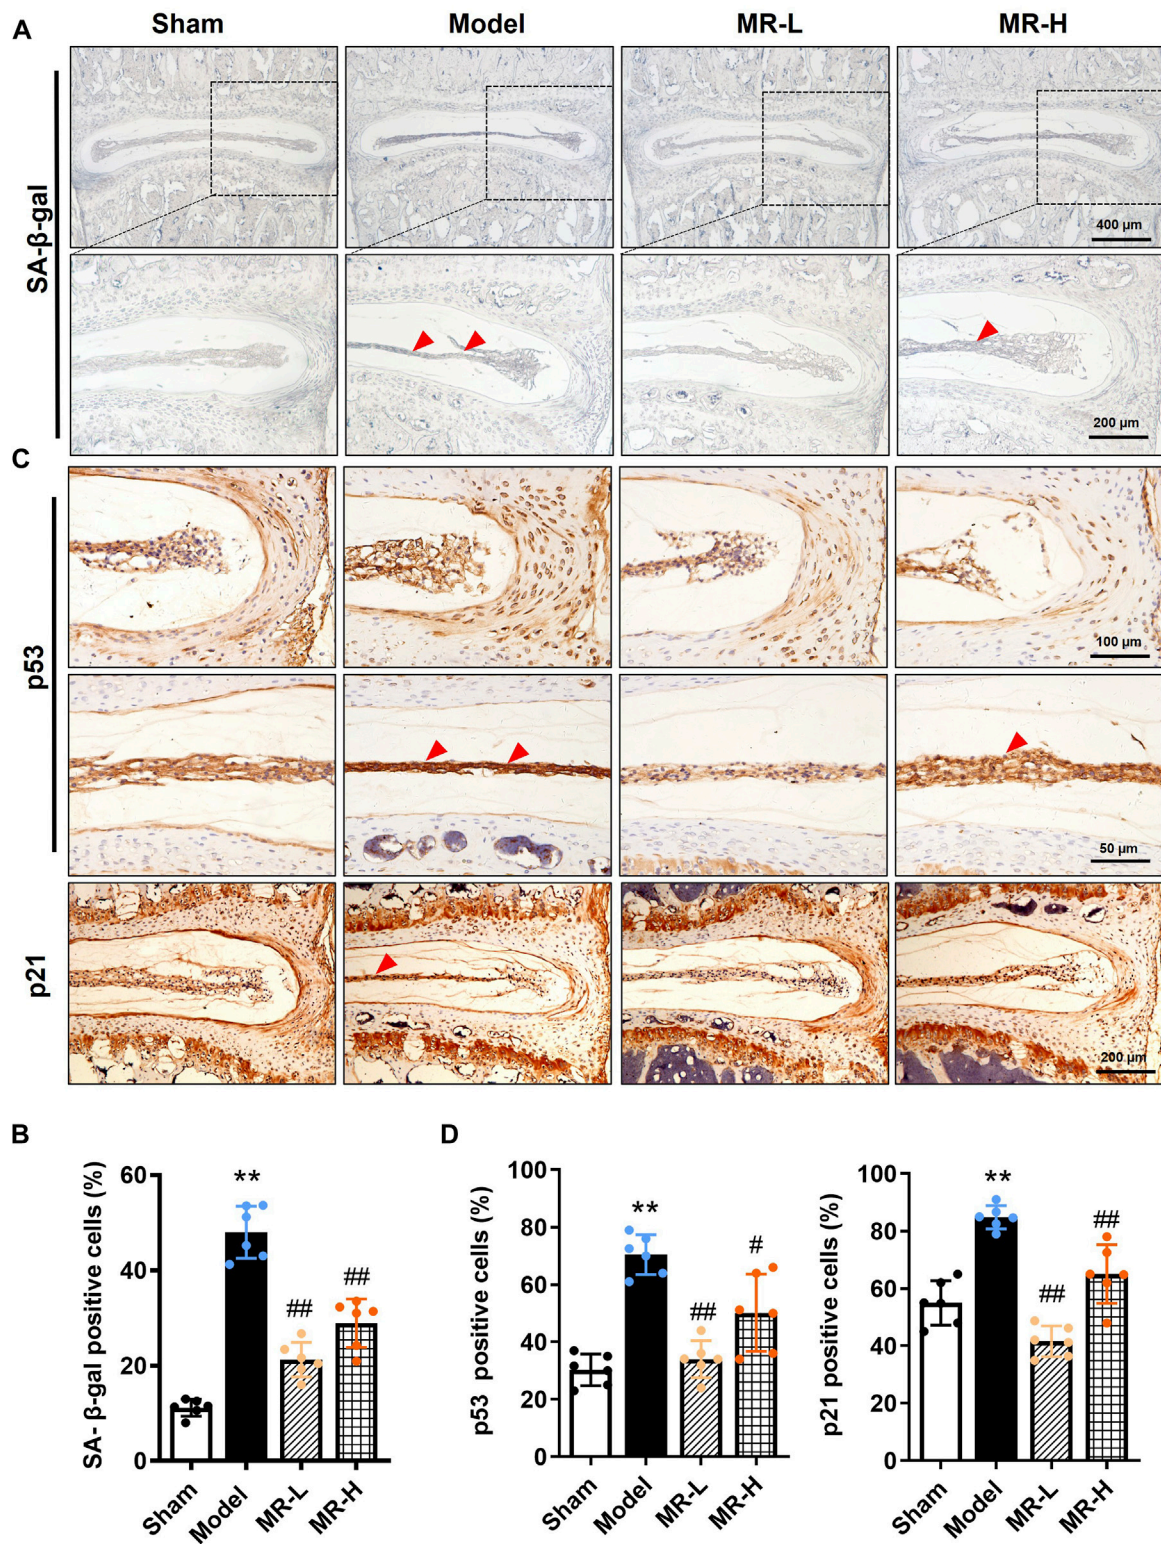 A
Sham
Model
MR-L
MR-H
SA-β-gal
400 µm
200 µm
C
p53
100 µm
50 µm
p21
200 µm
B
SA- β-gal positive cells (%)
60
40
20
0
**
##
##
Sham
Model
MR-L
MR-H
D
p53 positive cells (%)
100
80
60
40
20
0
**
##
#
Sham
Model
MR-L
MR-H
p21 positive cells (%)
100
80
60
40
20
0
**
##
##
Sham
Model
MR-L
MR-H